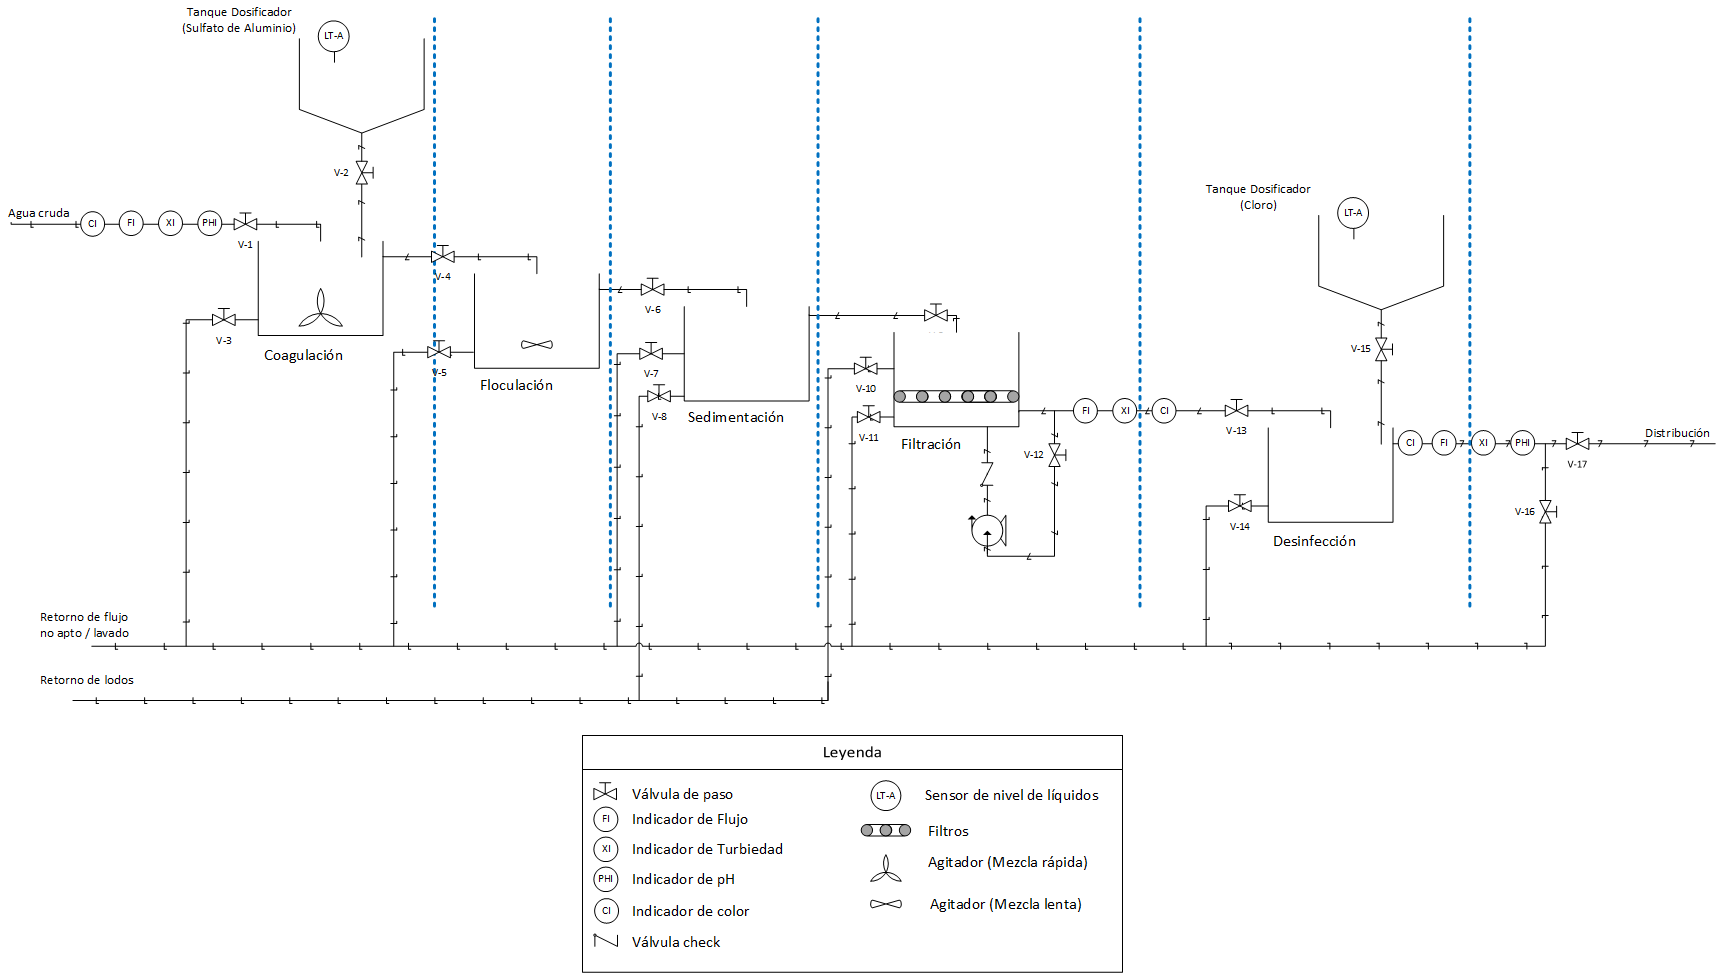 Tanque Dosificador
(Sulfato de Aluminio)
LT-A
V-2
Agua cruda
CI
FI
XI
PHI
V-1
V-3
Coagulación
V-4
V-5
Floculación
V-6
V-7
V-8
Sedimentación
V-10
V-11
Filtración
V-12
FI
XI
CI
V-13
Tanque Dosificador
(Cloro)
LT-A
V-15
V-14
Desinfección
CI
FI
XI
PHI
V-16
V-17
Distribución
Retorno de flujo
no apto / lavado
Retorno de lodos
Leyenda
Válvula de paso
FI Indicador de Flujo
XI Indicador de Turbiedad
PHI Indicador de pH
CI Indicador de color
Válvula check
LT-A Sensor de nivel de líquidos
Filtros
Agitador (Mezcla rápida)
Agitador (Mezcla lenta)